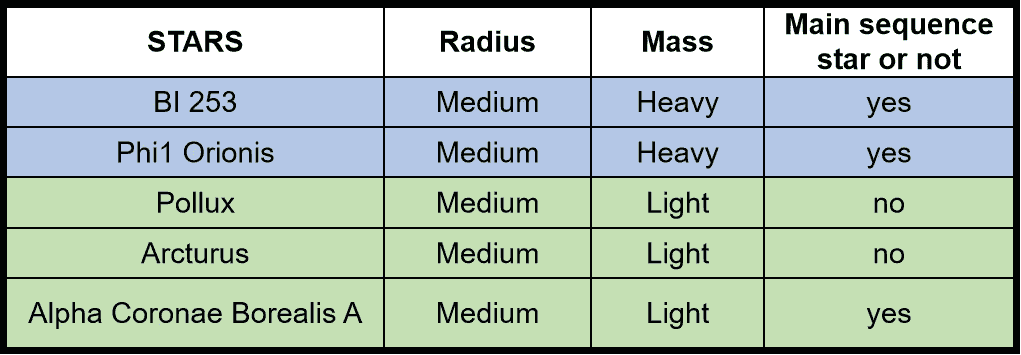 STARS Radius Mass Main sequence star or not
BI 253 Medium Heavy yes
Phi1 Orionis Medium Heavy yes
Pollux Medium Light no
Arcturus Medium Light no
Alpha Coronae Borealis A Medium Light yes